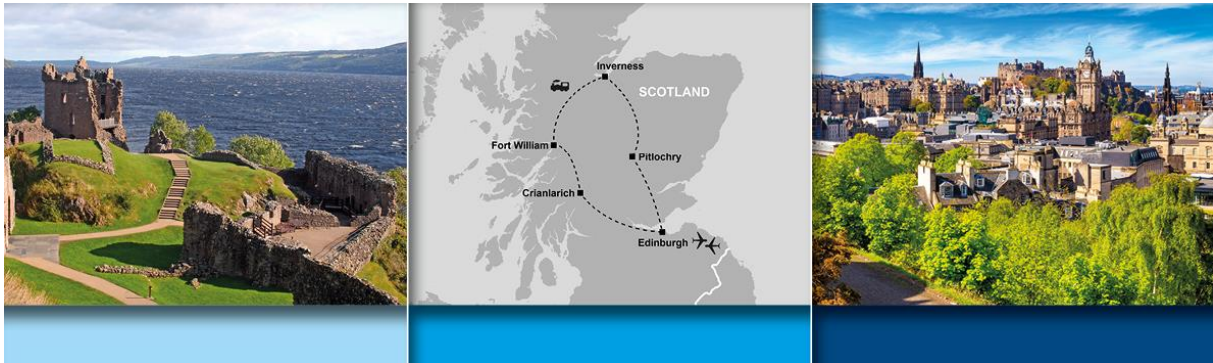 Inverness
SCOTLAND
Fort William
Pitlochry
Crianlarich
Edinburgh